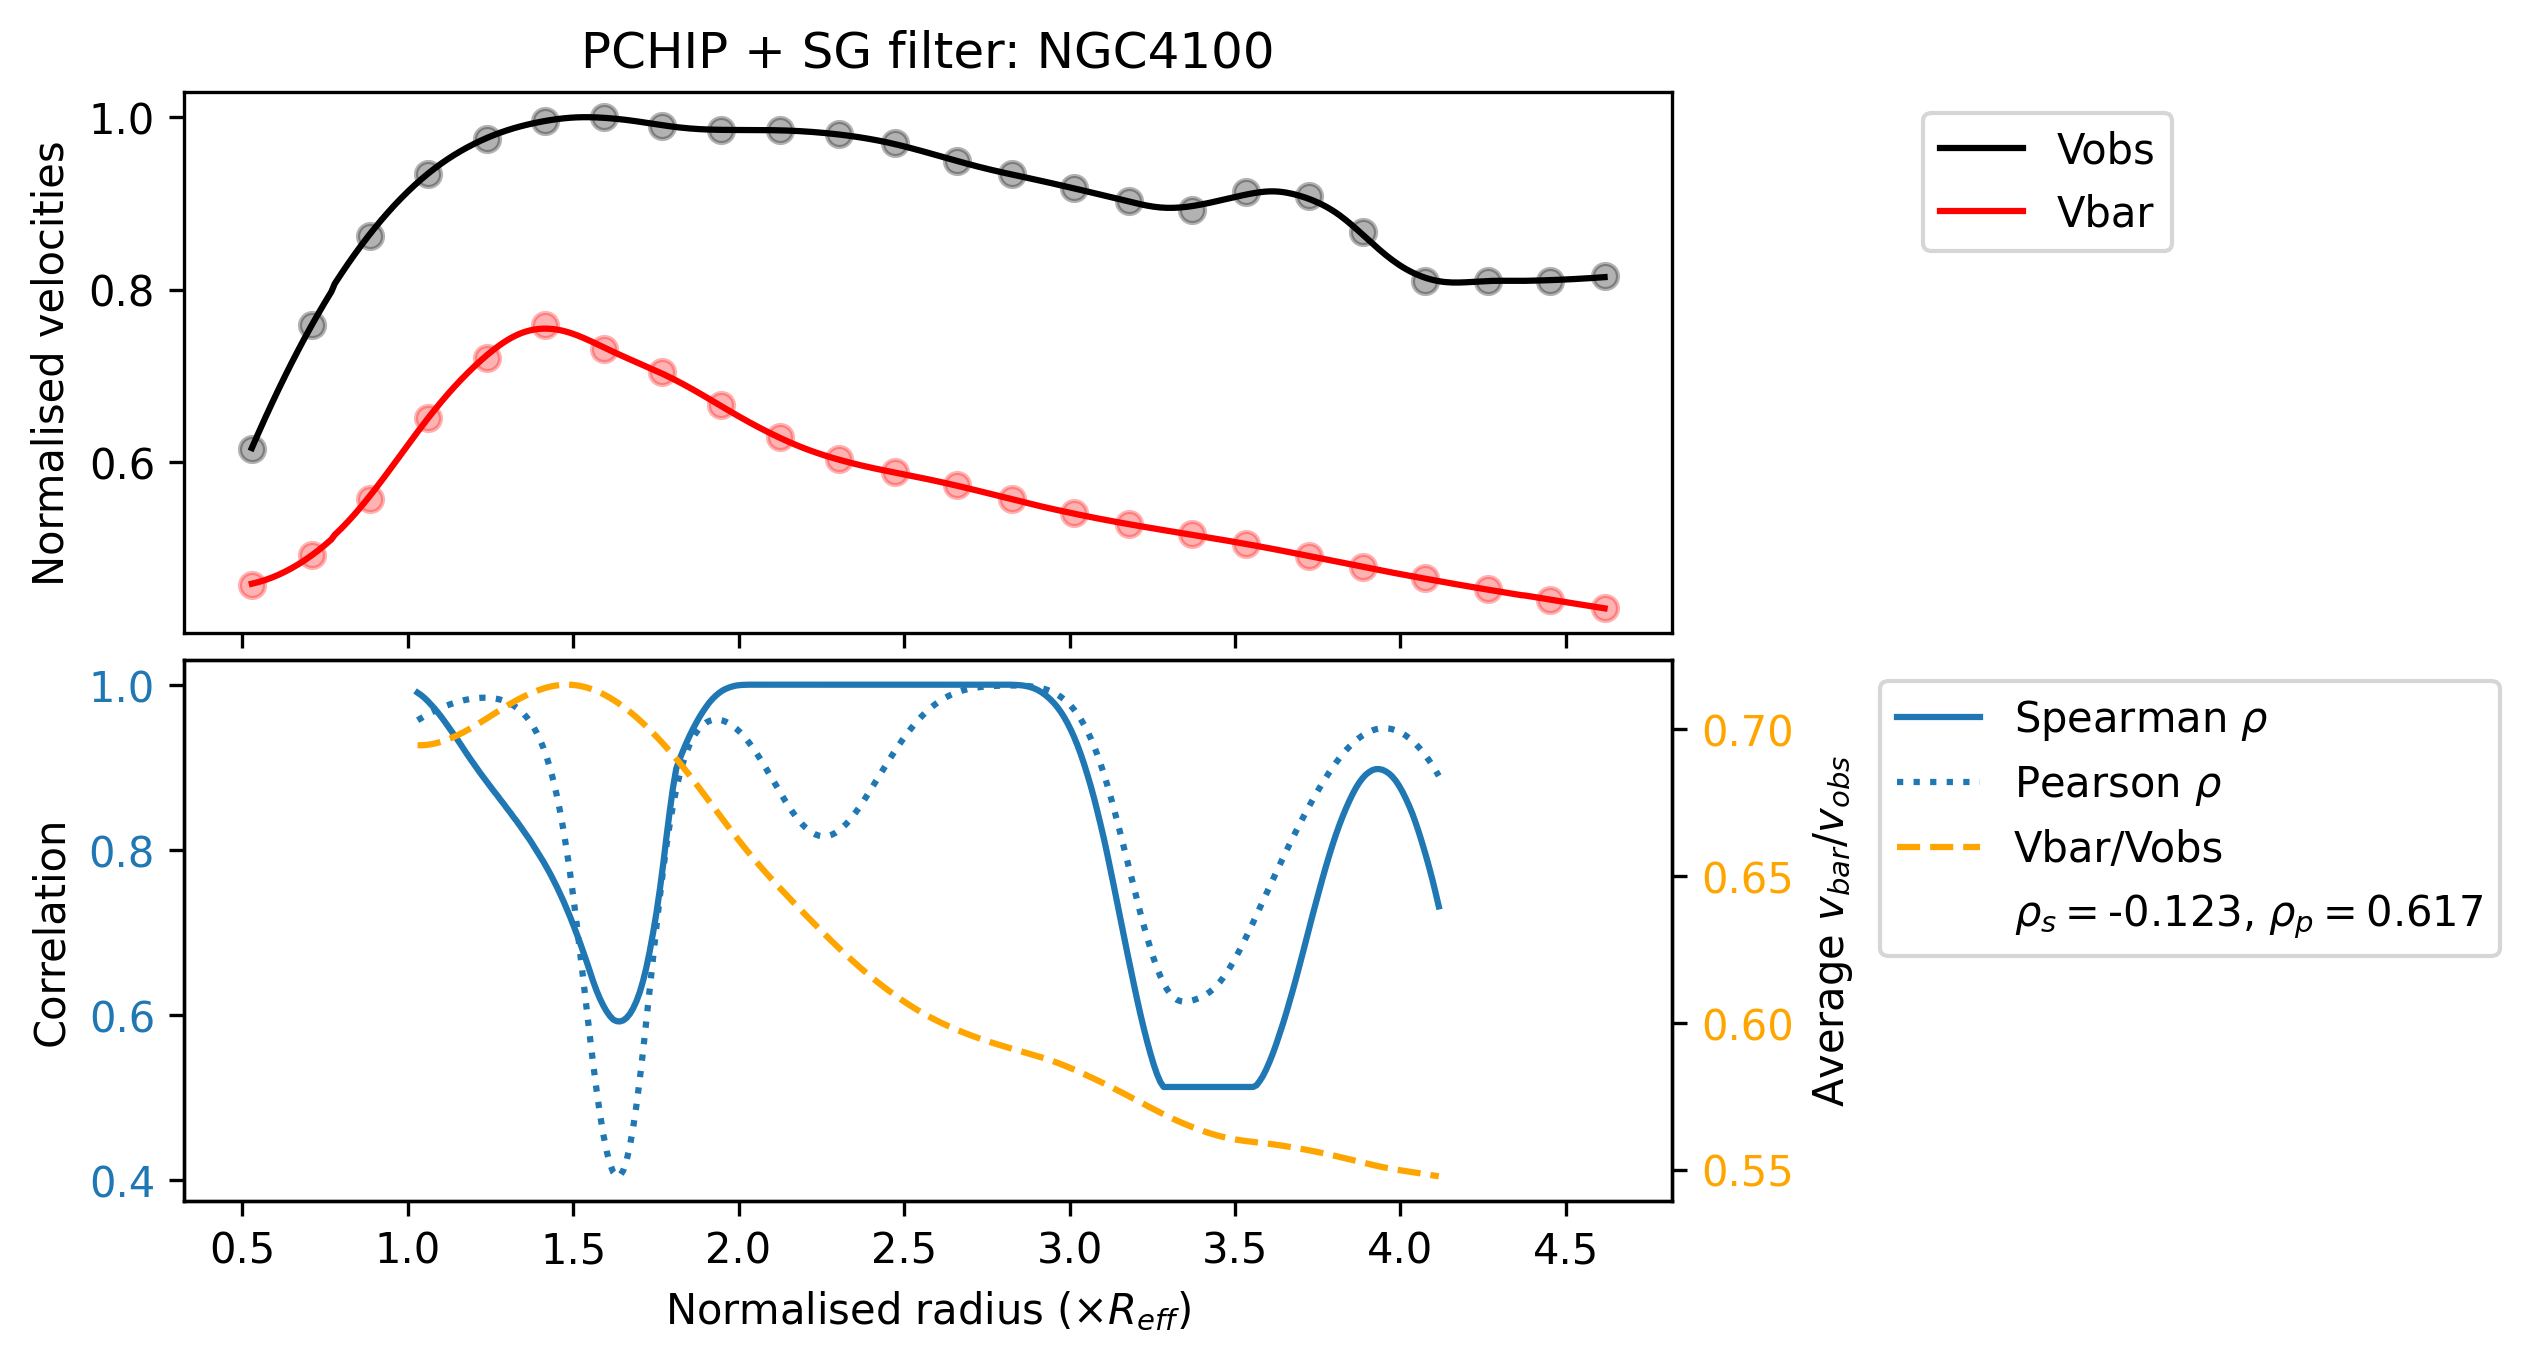 PCHIP + SG filter: NGC4100
Normalised velocities
1.0
0.8
0.6
Vobs
Vbar
Correlation
1.0
0.8
0.6
0.4
0.70
0.65
0.60
0.55
Average v_bar/v_obs
Spearman ρ
Pearson ρ
Vbar/Vobs
ρ_s = -0.123, ρ_p = 0.617
0.5 1.0 1.5 2.0 2.5 3.0 3.5 4.0 4.5
Normalised radius (×R_eff)